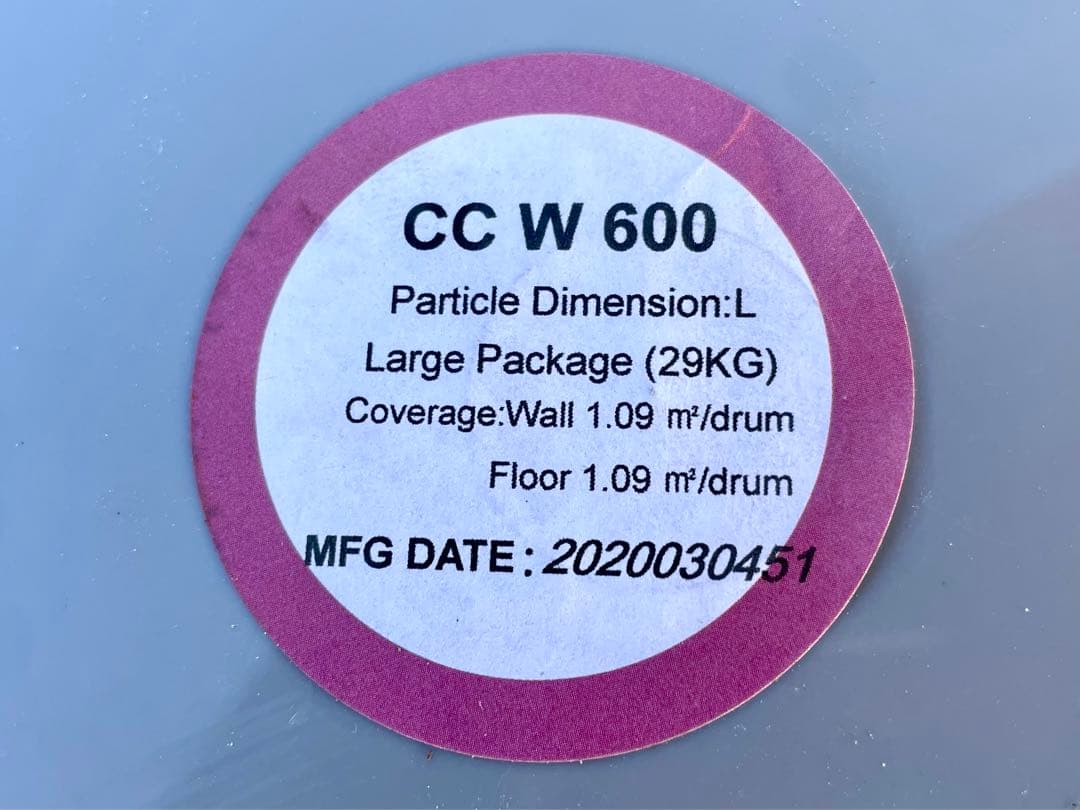 CC W 600
Particle Dimension:L
Large Package (29KG)
Coverage:Wall 1.09 ㎡/drum
Floor 1.09 ㎡/drum
MFG DATE : 2020030451